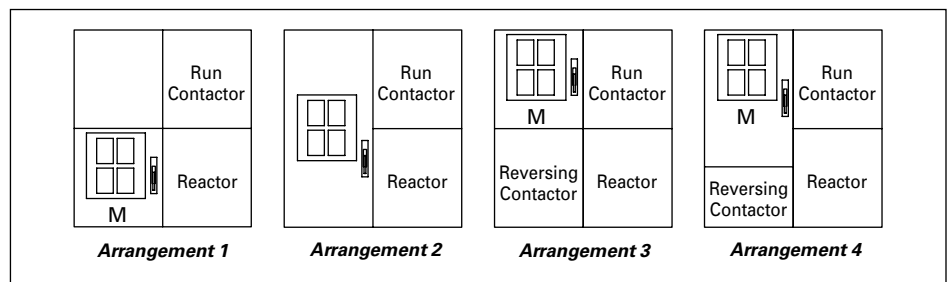 Run
Contactor
M
Reactor
Arrangement 1
Run
Contactor
Reactor
Arrangement 2
M
Run
Contactor
Reversing
Contactor
Reactor
Arrangement 3
M
Run
Contactor
Reversing
Contactor
Reactor
Arrangement 4